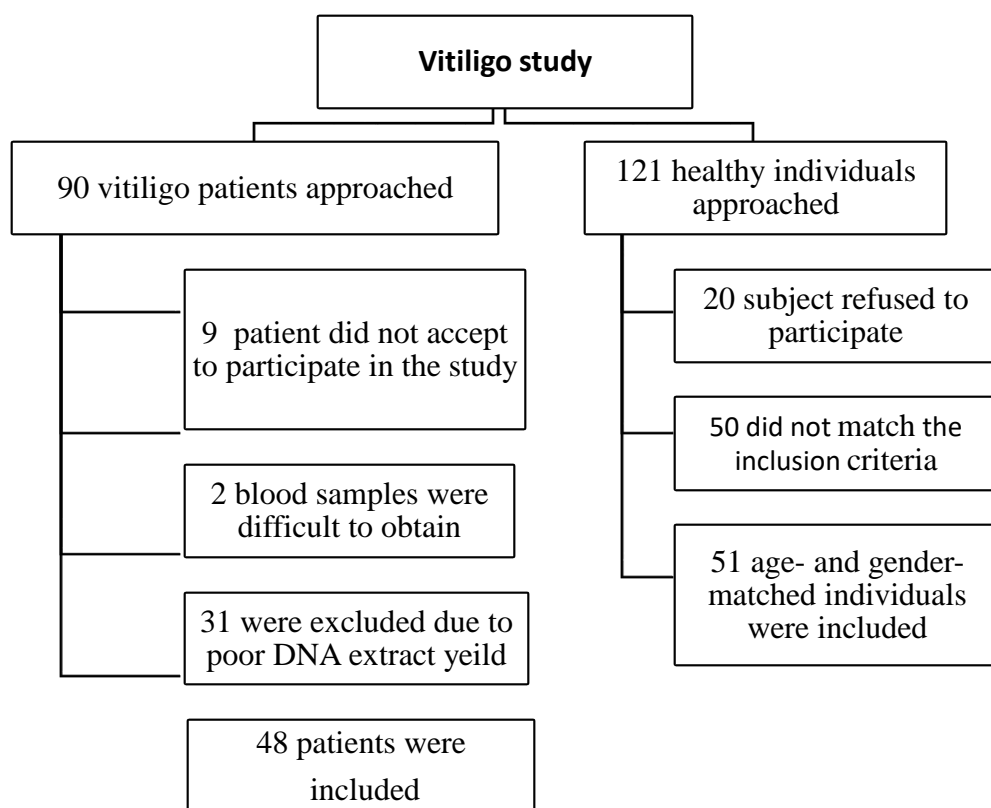 Vitiligo study
90 vitiligo patients approached
121 healthy individuals
approached
9 patient did not accept
to participate in the study
2 blood samples were
difficult to obtain
31 were excluded due to
poor DNA extract yeild
48 patients were
included
20 subject refused to
participate
50 did not match the
inclusion criteria
51 age- and gender-
matched individuals
were included